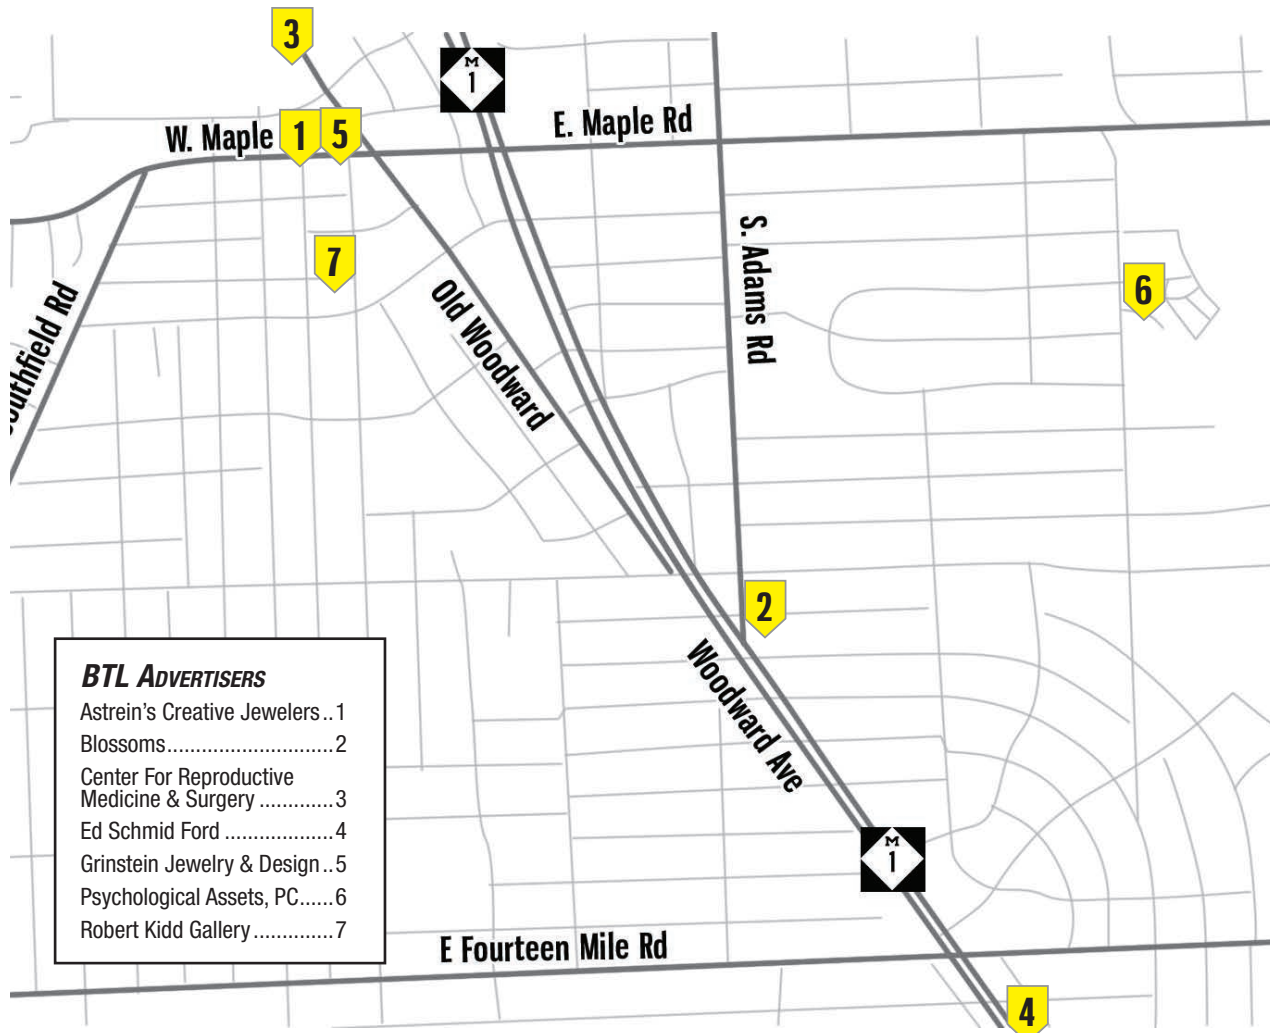 3
M
1
W. Maple
1
5
E. Maple Rd
7
S. Adams Rd
6
Old Woodward
2
Woodward Ave
BTL ADVERTISERS
Astrein's Creative Jewelers..1
Blossoms............................2
Center For Reproductive
Medicine & Surgery .............3
Ed Schmid Ford ...................4
Grinstein Jewelry & Design..5
Psychological Assets, PC......6
Robert Kidd Gallery ..............7
M
1
E Fourteen Mile Rd
4